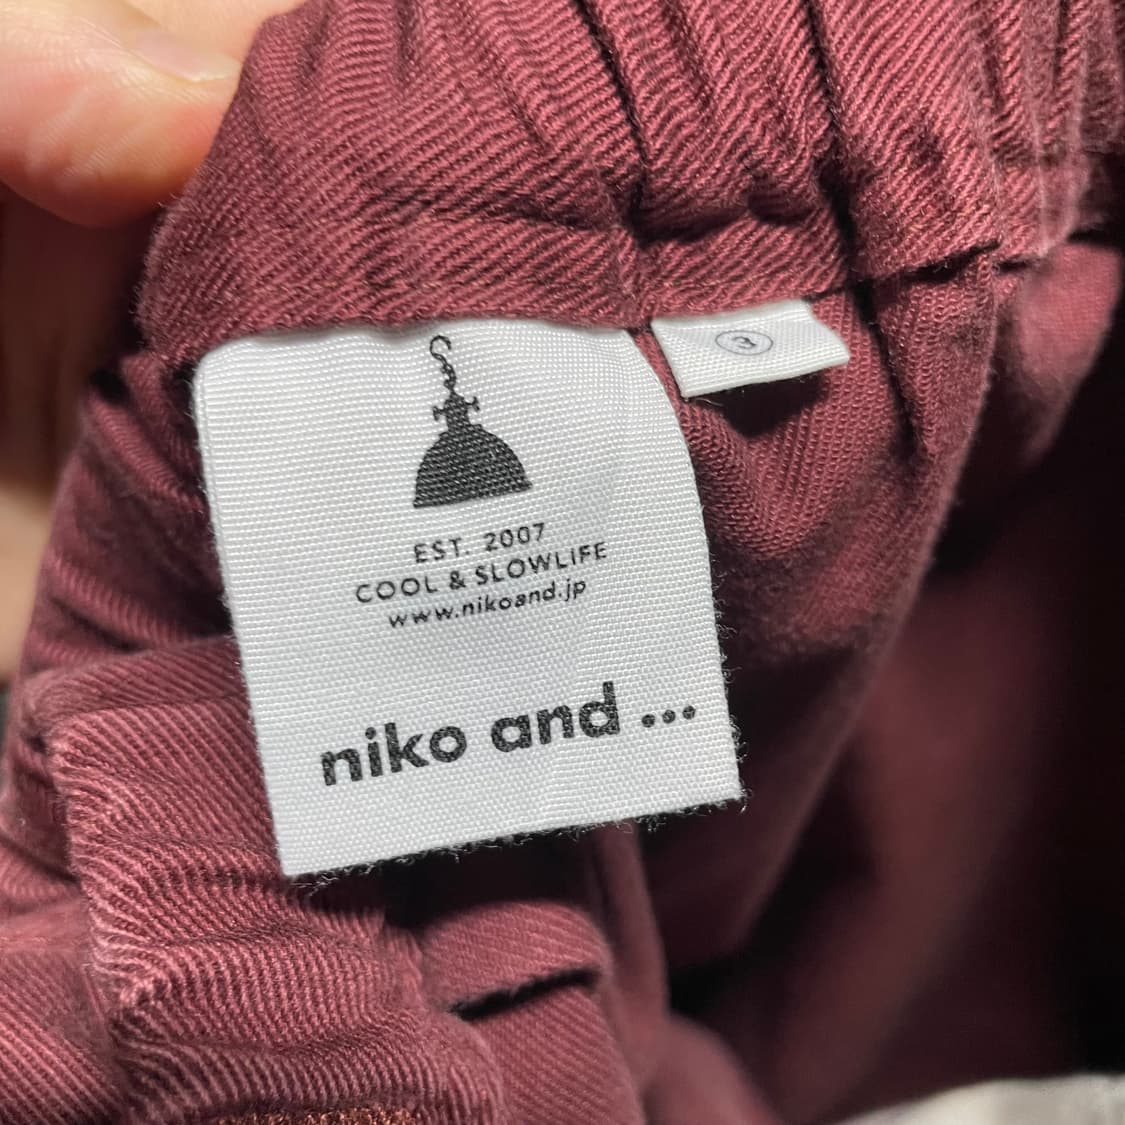 3
EST. 2007
COOL & SLOWLIFE
www.nikoand.jp
niko and ...